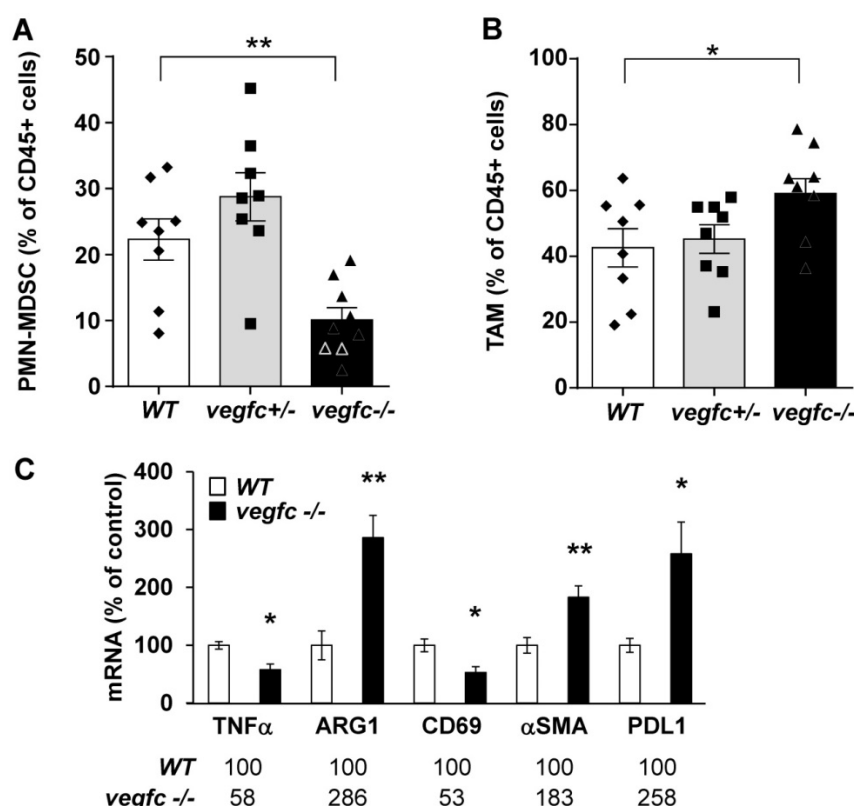 A
**
PMN-MDSC (% of CD45+ cells)
50
40
30
20
10
0
WT
vegfc+/-
vegfc-/-
B
*
TAM (% of CD45+ cells)
100
80
60
40
20
0
WT
vegfc+/-
vegfc-/-
C
mRNA (% of control)
400
300
200
100
0
WT
vegfc -/-
* ** * ** *
TNFα ARG1 CD69 αSMA PDL1
WT 100 100 100 100 100
vegfc -/- 58 286 53 183 258